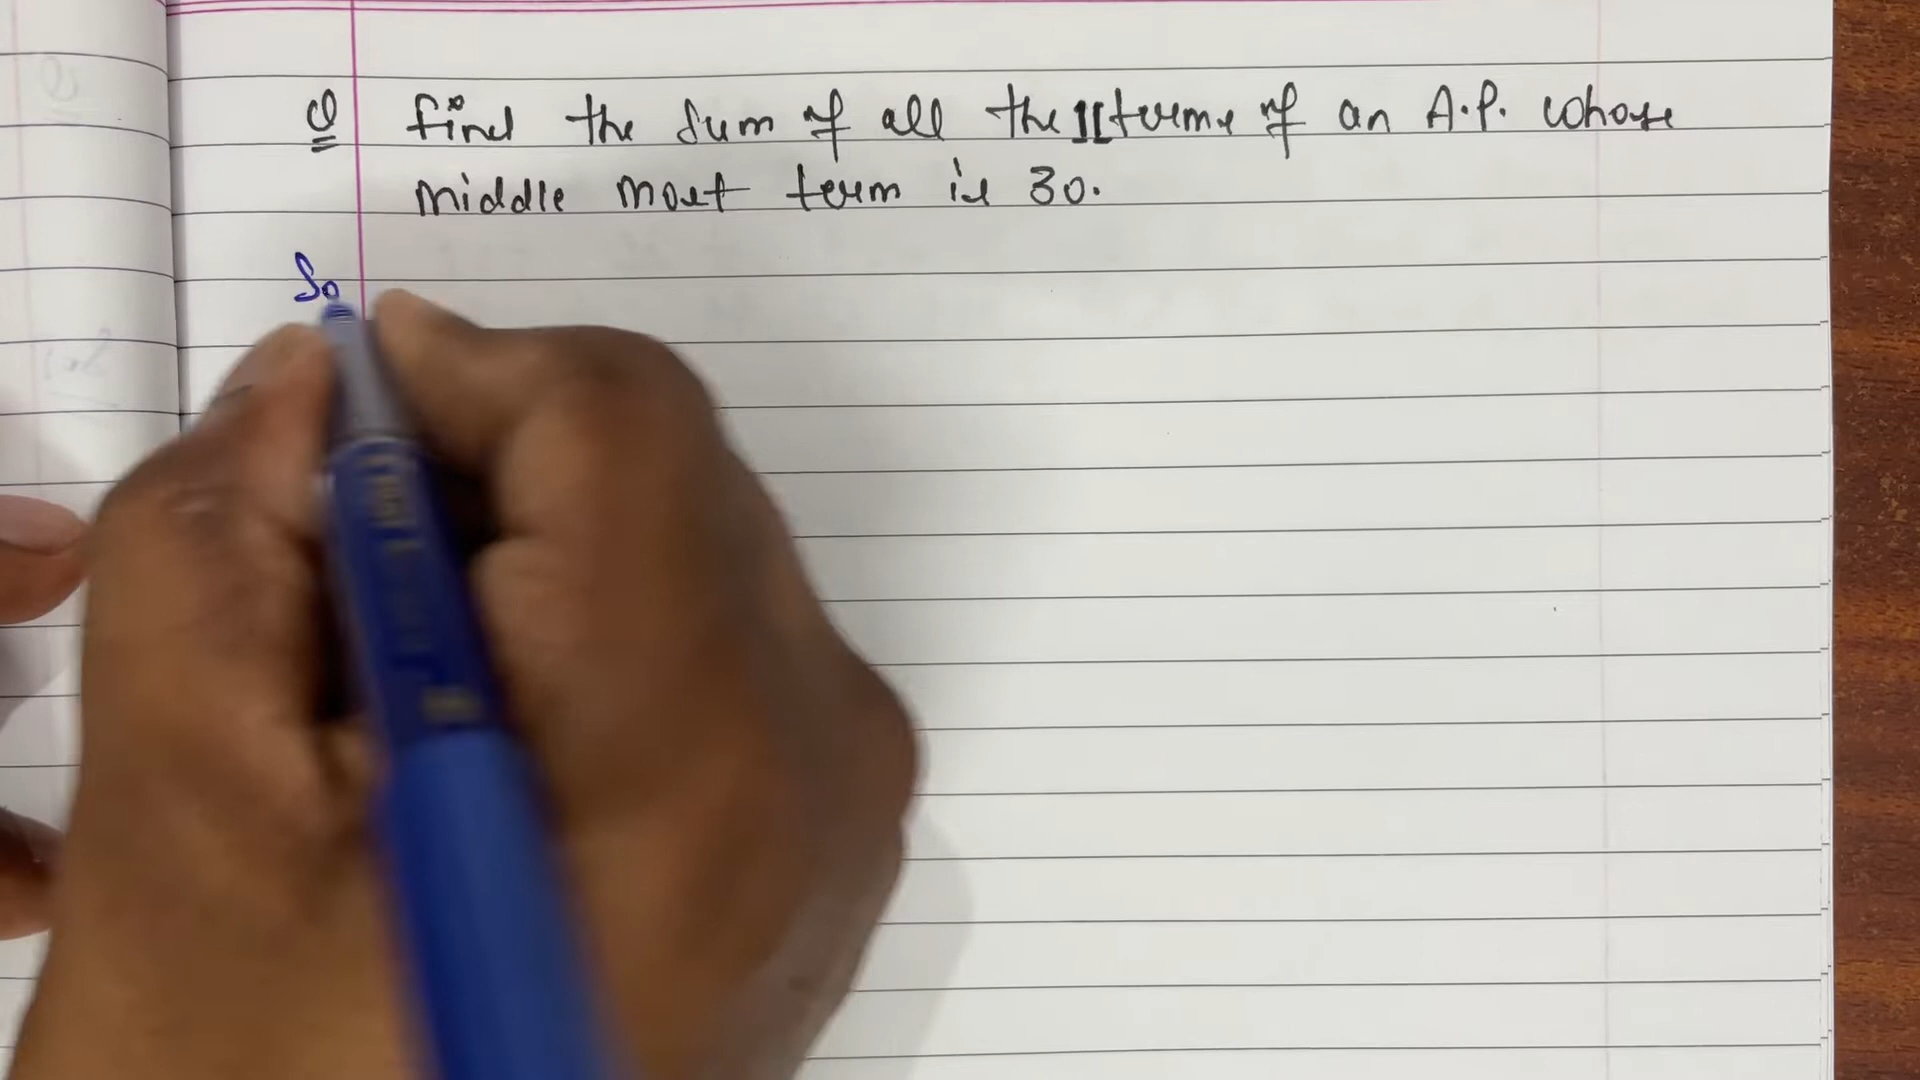 Q Find the Sum of all the 11 terms of an A.P. whose
middle most term is 30.
So